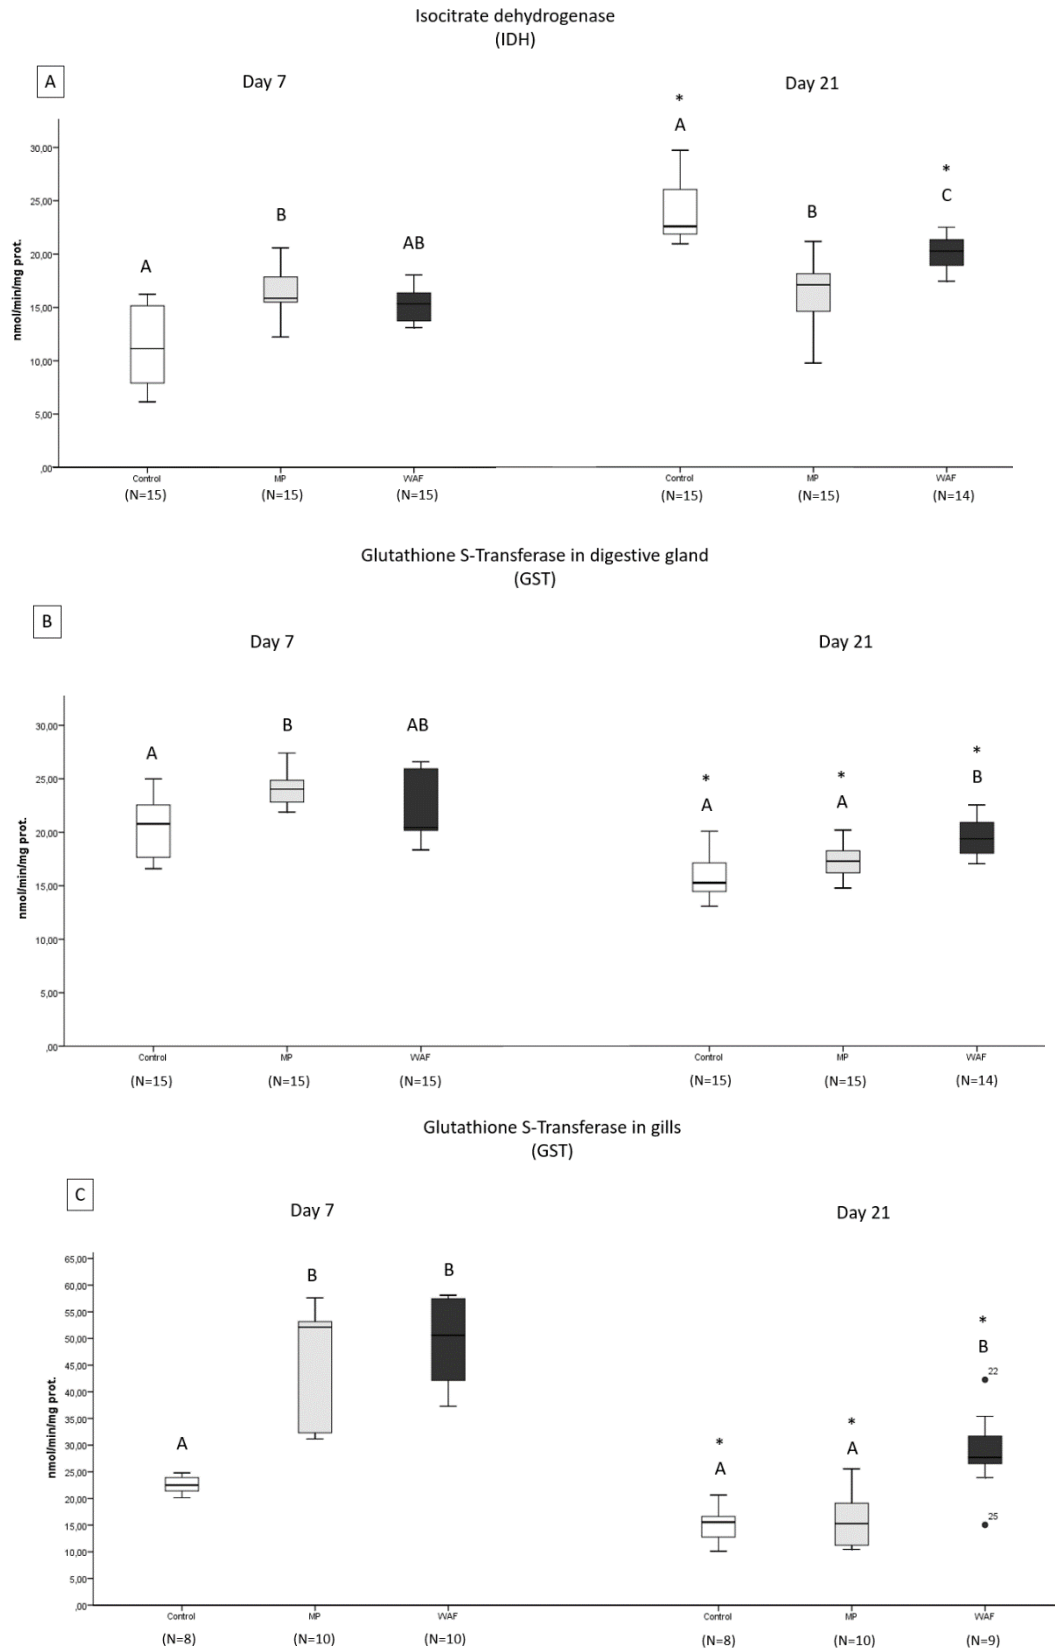 Isocitrate dehydrogenase
(IDH)
A
Day 7
Day 21
*
A
*
B
A
AB
B
C
30,00
25,00
20,00
15,00
10,00
5,00
,00
nmol/min/mg prot.
Control
MP
WAF
Control
MP
WAF
(N=15)
(N=15)
(N=15)
(N=15)
(N=15)
(N=14)
Glutathione S-Transferase in digestive gland
(GST)
B
Day 7
Day 21
A
B
AB
*
A
*
A
*
B
30,00
25,00
20,00
15,00
10,00
5,00
,00
nmol/min/mg prot.
Control
MP
WAF
Control
MP
WAF
(N=15)
(N=15)
(N=15)
(N=15)
(N=15)
(N=14)
Glutathione S-Transferase in gills
(GST)
C
Day 7
Day 21
A
B
B
*
A
*
A
*
B
22
25
65,00
60,00
55,00
50,00
45,00
40,00
35,00
30,00
25,00
20,00
15,00
10,00
5,00
,00
nmol/min/mg prot.
Control
MP
WAF
Control
MP
WAF
(N=8)
(N=10)
(N=10)
(N=8)
(N=10)
(N=9)